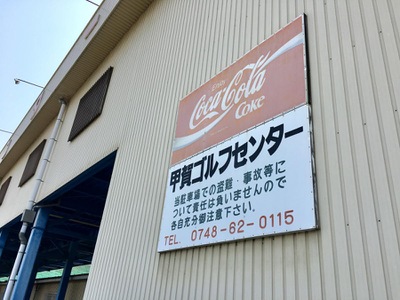 Enjoy
Coca-Cola
Coke
甲賀ゴルフセンター
当駐車場での盗難・事故等に
ついて責任は負いませんので
各自充分御注意下さい.
TEL. 0748-62-0115